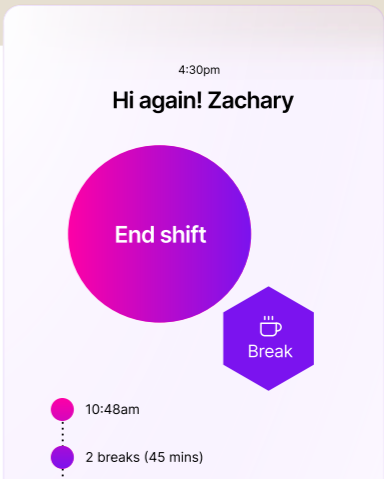 4:30pm
Hi again! Zachary
End shift
Break
10:48am
2 breaks (45 mins)